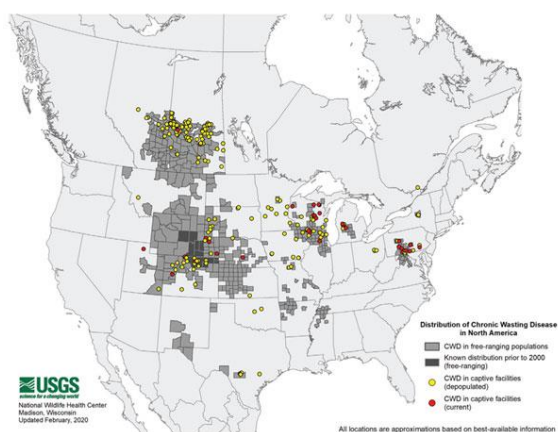 Distribution of Chronic Wasting Disease
in North America
CWD in free-ranging populations
Known distribution prior to 2000
(free-ranging)
CWD in captive facilities
(depopulated)
CWD in captive facilities
(current)
USGS
science for a changing world
National Wildlife Health Center
Madison, Wisconsin
Updated February, 2020
All locations are approximations based on best-available information